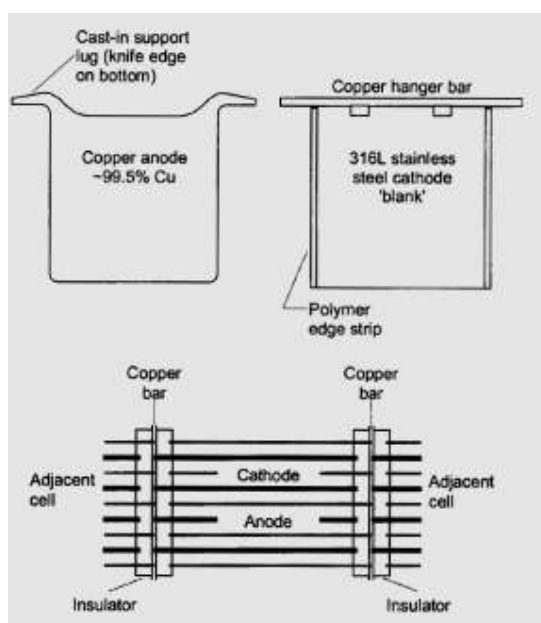 Cast-in support
lug (knife edge
on bottom)
Copper anode
~99.5% Cu
Copper hanger bar
316L stainless
steel cathode
'blank'
Polymer
edge strip
Copper
bar
Copper
bar
Adjacent
cell
Cathode
Anode
Adjacent
cell
Insulator
Insulator